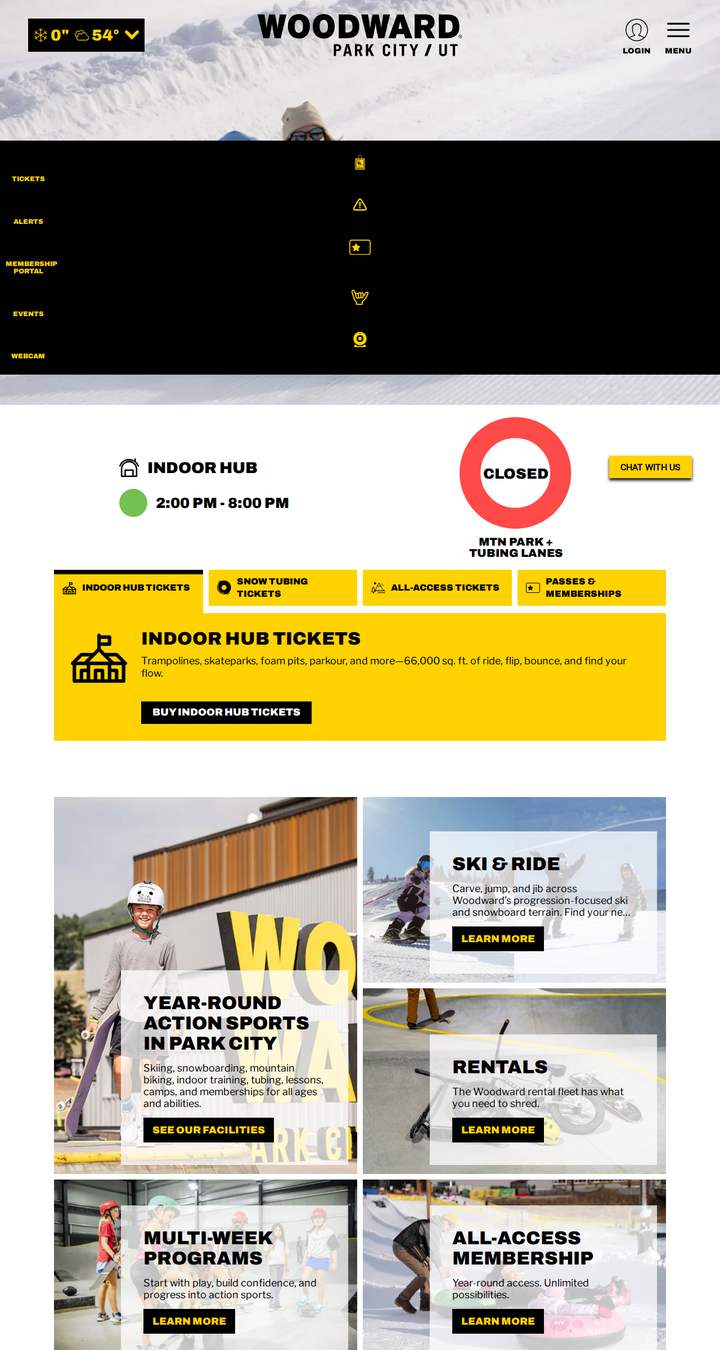 0" 54°
WOODWARD
PARK CITY / UT
LOGIN
MENU
TICKETS
ALERTS
MEMBERSHIP
PORTAL
EVENTS
WEBCAM
INDOOR HUB
2:00 PM - 8:00 PM
CLOSED
MTN PARK +
TUBING LANES
CHAT WITH US
INDOOR HUB TICKETS
SNOW TUBING
TICKETS
ALL-ACCESS TICKETS
PASSES &
MEMBERSHIPS
INDOOR HUB TICKETS
Trampolines, skateparks, foam pits, parkour, and more—66,000 sq. ft. of ride, flip, bounce, and find your
flow.
BUY INDOOR HUB TICKETS
WO
WA
ARK CI
YEAR-ROUND
ACTION SPORTS
IN PARK CITY
Skiing, snowboarding, mountain
biking, indoor training, tubing, lessons,
camps, and memberships for all ages
and abilities.
SEE OUR FACILITIES
SKI & RIDE
Carve, jump, and jib across
Woodward's progression-focused ski
and snowboard terrain. Find your ne...
LEARN MORE
RENTALS
The Woodward rental fleet has what
you need to shred.
LEARN MORE
MULTI-WEEK
PROGRAMS
Start with play, build confidence, and
progress into action sports.
LEARN MORE
ALL-ACCESS
MEMBERSHIP
Year-round access. Unlimited
possibilities.
LEARN MORE